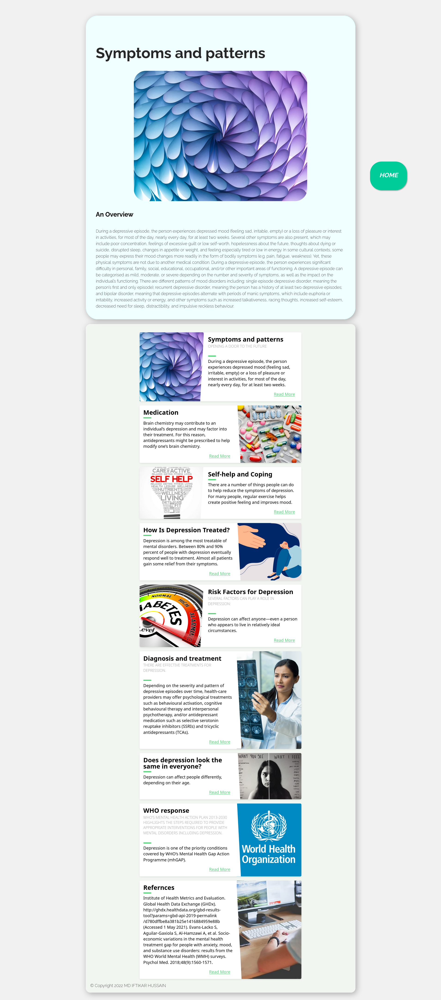 Symptoms and patterns
HOME
An Overview
During a depressive episode, the person experiences depressed mood (feeling sad, irritable, empty) or a loss of pleasure or interest
in activities, for most of the day, nearly every day, for at least two weeks. Several other symptoms are also present, which may
include poor concentration, feelings of excessive guilt or low self-worth, hopelessness about the future, thoughts about dying or
suicide, disrupted sleep, changes in appetite or weight, and feeling especially tired or low in energy. In some cultural contexts, some
people may express their mood changes more readily in the form of bodily symptoms (e.g. pain, fatigue, weakness). Yet, these
physical symptoms are not due to another medical condition. During a depressive episode, the person experiences significant
difficulty in personal, family, social, educational, occupational, and/or other important areas of functioning. A depressive episode can
be categorised as mild, moderate, or severe depending on the number and severity of symptoms, as well as the impact on the
individual's functioning. There are different patterns of mood disorders including: single episode depressive disorder, meaning the
person's first and only episode); recurrent depressive disorder, meaning the person has a history of at least two depressive episodes;
and bipolar disorder, meaning that depressive episodes alternate with periods of manic symptoms, which include euphoria or
irritability, increased activity or energy, and other symptoms such as increased talkativeness, racing thoughts, increased self-esteem,
decreased need for sleep, distractibility, and impulsive reckless behaviour.
Symptoms and patterns
OPENING A DOOR TO THE FUTURE
During a depressive episode, the person
experiences depressed mood (feeling sad,
irritable, empty) or a loss of pleasure or
interest in activities, for most of the day,
nearly every day, for at least two weeks.
Read More
Medication
Brain chemistry may contribute to an
individual's depression and may factor into
their treatment. For this reason,
antidepressants might be prescribed to help
modify one's brain chemistry.
Read More
CARE ACTIVE
RELAXED DIETING FITNESS LIVING
SELF HELP
RELAXED DIETING FITNESS LIVING
HEALTH LEISURE WELLNESS
NUTRIENTS
WELLNESS
LIVING
DIET CARE
LIFE FIT
Self-help and Coping
There are a number of things people can do
to help reduce the symptoms of depression.
For many people, regular exercise helps
create positive feeling and improves mood.
Read More
How Is Depression Treated?
Depression is among the most treatable of
mental disorders. Between 80% and 90%
percent of people with depression eventually
respond well to treatment. Almost all patients
gain some relief from their symptoms.
Read More
NORMAL HIGH ALARMING
ABETES
Level
Risk Factors for Depression
SEVERAL FACTORS CAN PLAY A ROLE IN
DEPRESSION:
Depression can affect anyone—even a person
who appears to live in relatively ideal
circumstances.
Read More
Diagnosis and treatment
THERE ARE EFFECTIVE TREATMENTS FOR
DEPRESSION.
Depending on the severity and pattern of
depressive episodes over time, health-care
providers may offer psychological treatments
such as behavioural activation, cognitive
behavioural therapy and interpersonal
psychotherapy, and/or antidepressant
medication such as selective serotonin
reuptake inhibitors (SSRIs) and tricyclic
antidepressants (TCAs).
Read More
Does depression look the
same in everyone?
Depression can affect people differently,
depending on their age.
Read More
WHAT YOU SEE
WHAT I FEEL
WHO response
WHO'S MENTAL HEALTH ACTION PLAN 2013-2030
HIGHLIGHTS THE STEPS REQUIRED TO PROVIDE
APPROPRIATE INTERVENTIONS FOR PEOPLE WITH
MENTAL DISORDERS INCLUDING DEPRESSION.
Depression is one of the priority conditions
covered by WHO's Mental Health Gap Action
Programme (mhGAP).
Read More
World Health
Organization
Refernces
Institute of Health Metrics and Evaluation.
Global Health Data Exchange (GHDx).
http://ghdx.healthdata.org/gbd-results-
tool?params=gbd-api-2019-permalink
/d780dffbe8a381b25e1416884959e88b
(Accessed 1 May 2021). Evans-Lacko S,
Aguilar-Gaxiola S, Al-Hamzawi A, et al. Socio-
economic variations in the mental health
treatment gap for people with anxiety, mood,
and substance use disorders: results from the
WHO World Mental Health (WMH) surveys.
Psychol Med. 2018;48(9):1560-1571.
Read More
© Copyright 2022 MD IFTIKAR HUSSAIN